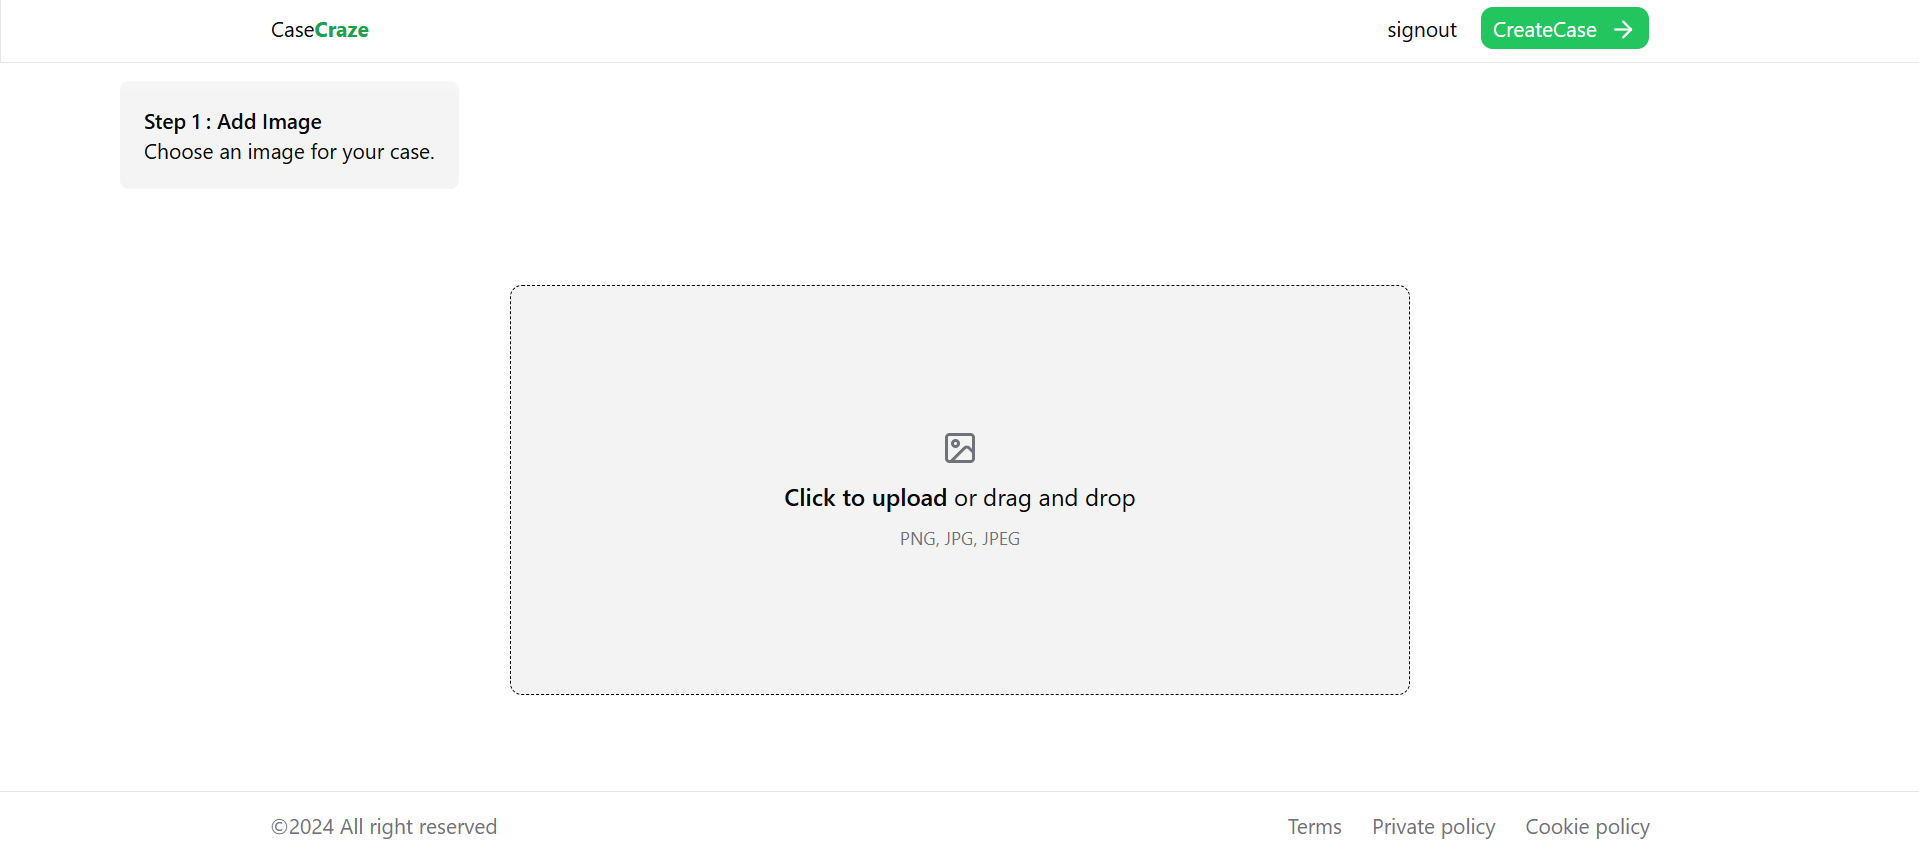 CaseCraze
signout
CreateCase
Step 1 : Add Image
Choose an image for your case.
Click to upload or drag and drop
PNG, JPG, JPEG
©2024 All right reserved
Terms
Private policy
Cookie policy